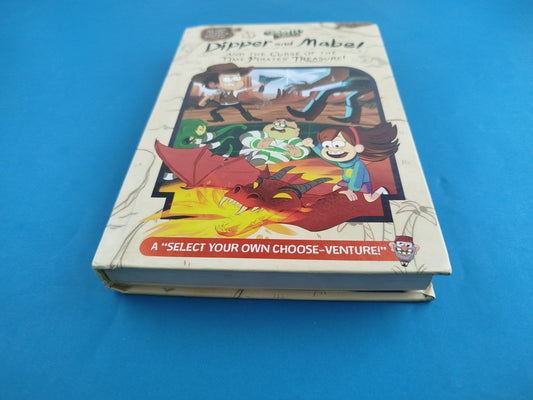 Dipper and Mabel
AND THE CURSE OF THE
TIME PIRATES' TREASURE!
A "SELECT YOUR OWN CHOOSE-VENTURE!"